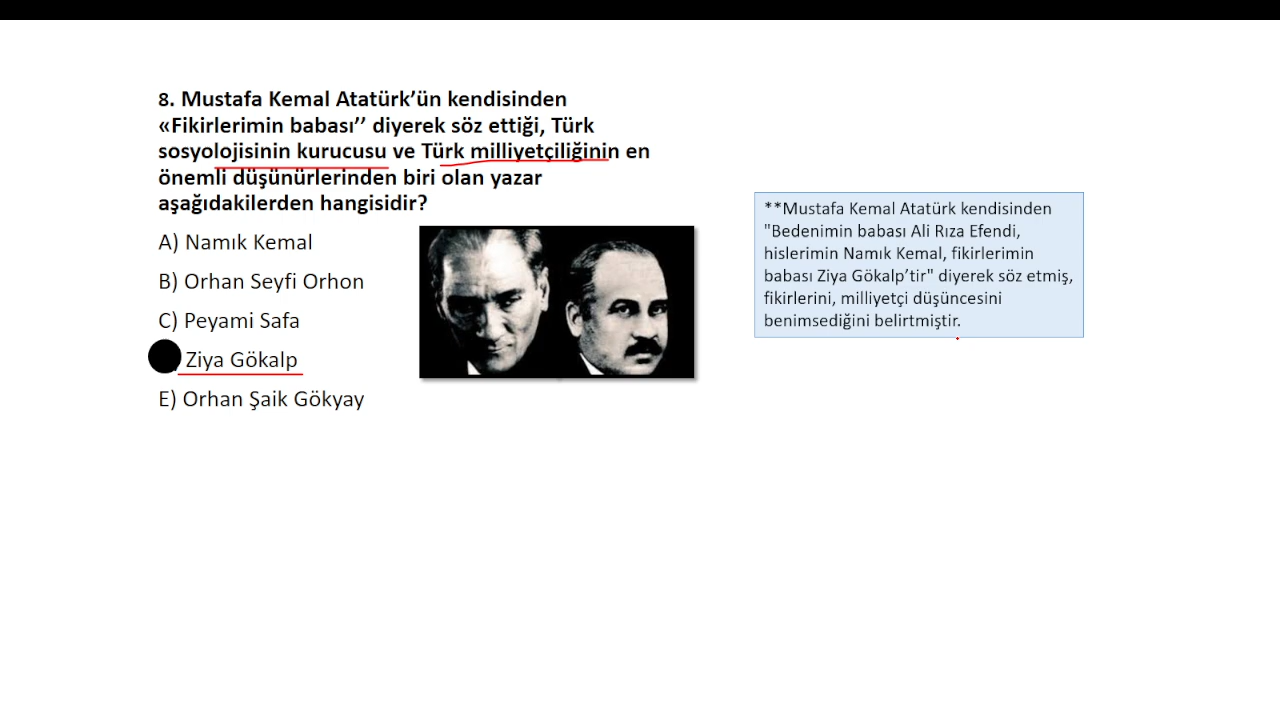 8. Mustafa Kemal Atatürk’ün kendisinden
«Fikirlerimin babası’’ diyerek söz ettiği, Türk
sosyolojisinin kurucusu ve Türk milliyetçiliğinin en
önemli düşünürlerinden biri olan yazar
aşağıdakilerden hangisidir?
A) Namık Kemal
B) Orhan Seyfi Orhon
C) Peyami Safa
Ziya Gökalp
E) Orhan Şaik Gökyay
**Mustafa Kemal Atatürk kendisinden
"Bedenimin babası Ali Rıza Efendi,
hislerimin Namık Kemal, fikirlerimin
babası Ziya Gökalp’tir" diyerek söz etmiş,
fikirlerini, milliyetçi düşüncesini
benimsediğini belirtmiştir.